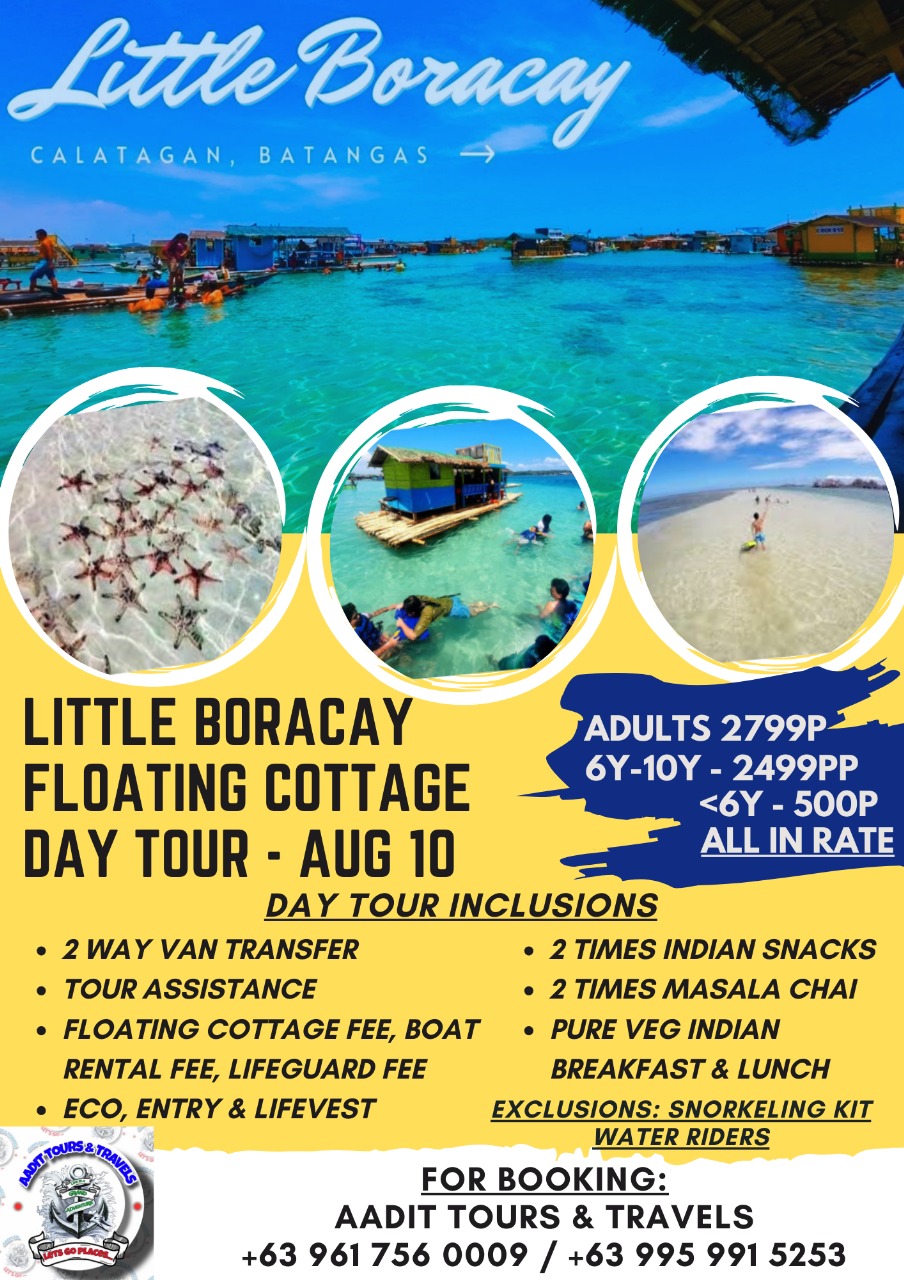 Little Boracay
CALATAGAN, BATANGAS →
LITTLE BORACAY
FLOATING COTTAGE
DAY TOUR - AUG 10
ADULTS 2799P
6Y-10Y - 2499PP
<6Y - 500P
ALL IN RATE
DAY TOUR INCLUSIONS
• 2 WAY VAN TRANSFER
• TOUR ASSISTANCE
• FLOATING COTTAGE FEE, BOAT
RENTAL FEE, LIFEGUARD FEE
• ECO, ENTRY & LIFEVEST
• 2 TIMES INDIAN SNACKS
• 2 TIMES MASALA CHAI
• PURE VEG INDIAN
BREAKFAST & LUNCH
EXCLUSIONS: SNORKELING KIT
WATER RIDERS
AADIT TOURS & TRAVELS
GRAND
ADVENTURE
LETS GO PLACES...
FOR BOOKING:
AADIT TOURS & TRAVELS
+63 961 756 0009 / +63 995 991 5253